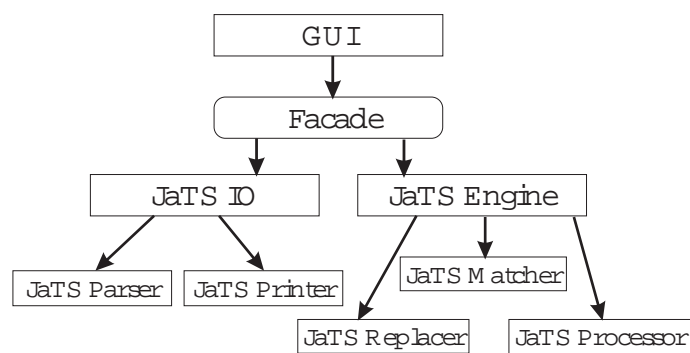 GUI
Facade
JaTS IO
JaTS Engine
JaTS Parser
JaTS Printer
JaTS Matcher
JaTS Replacer
JaTS Processor